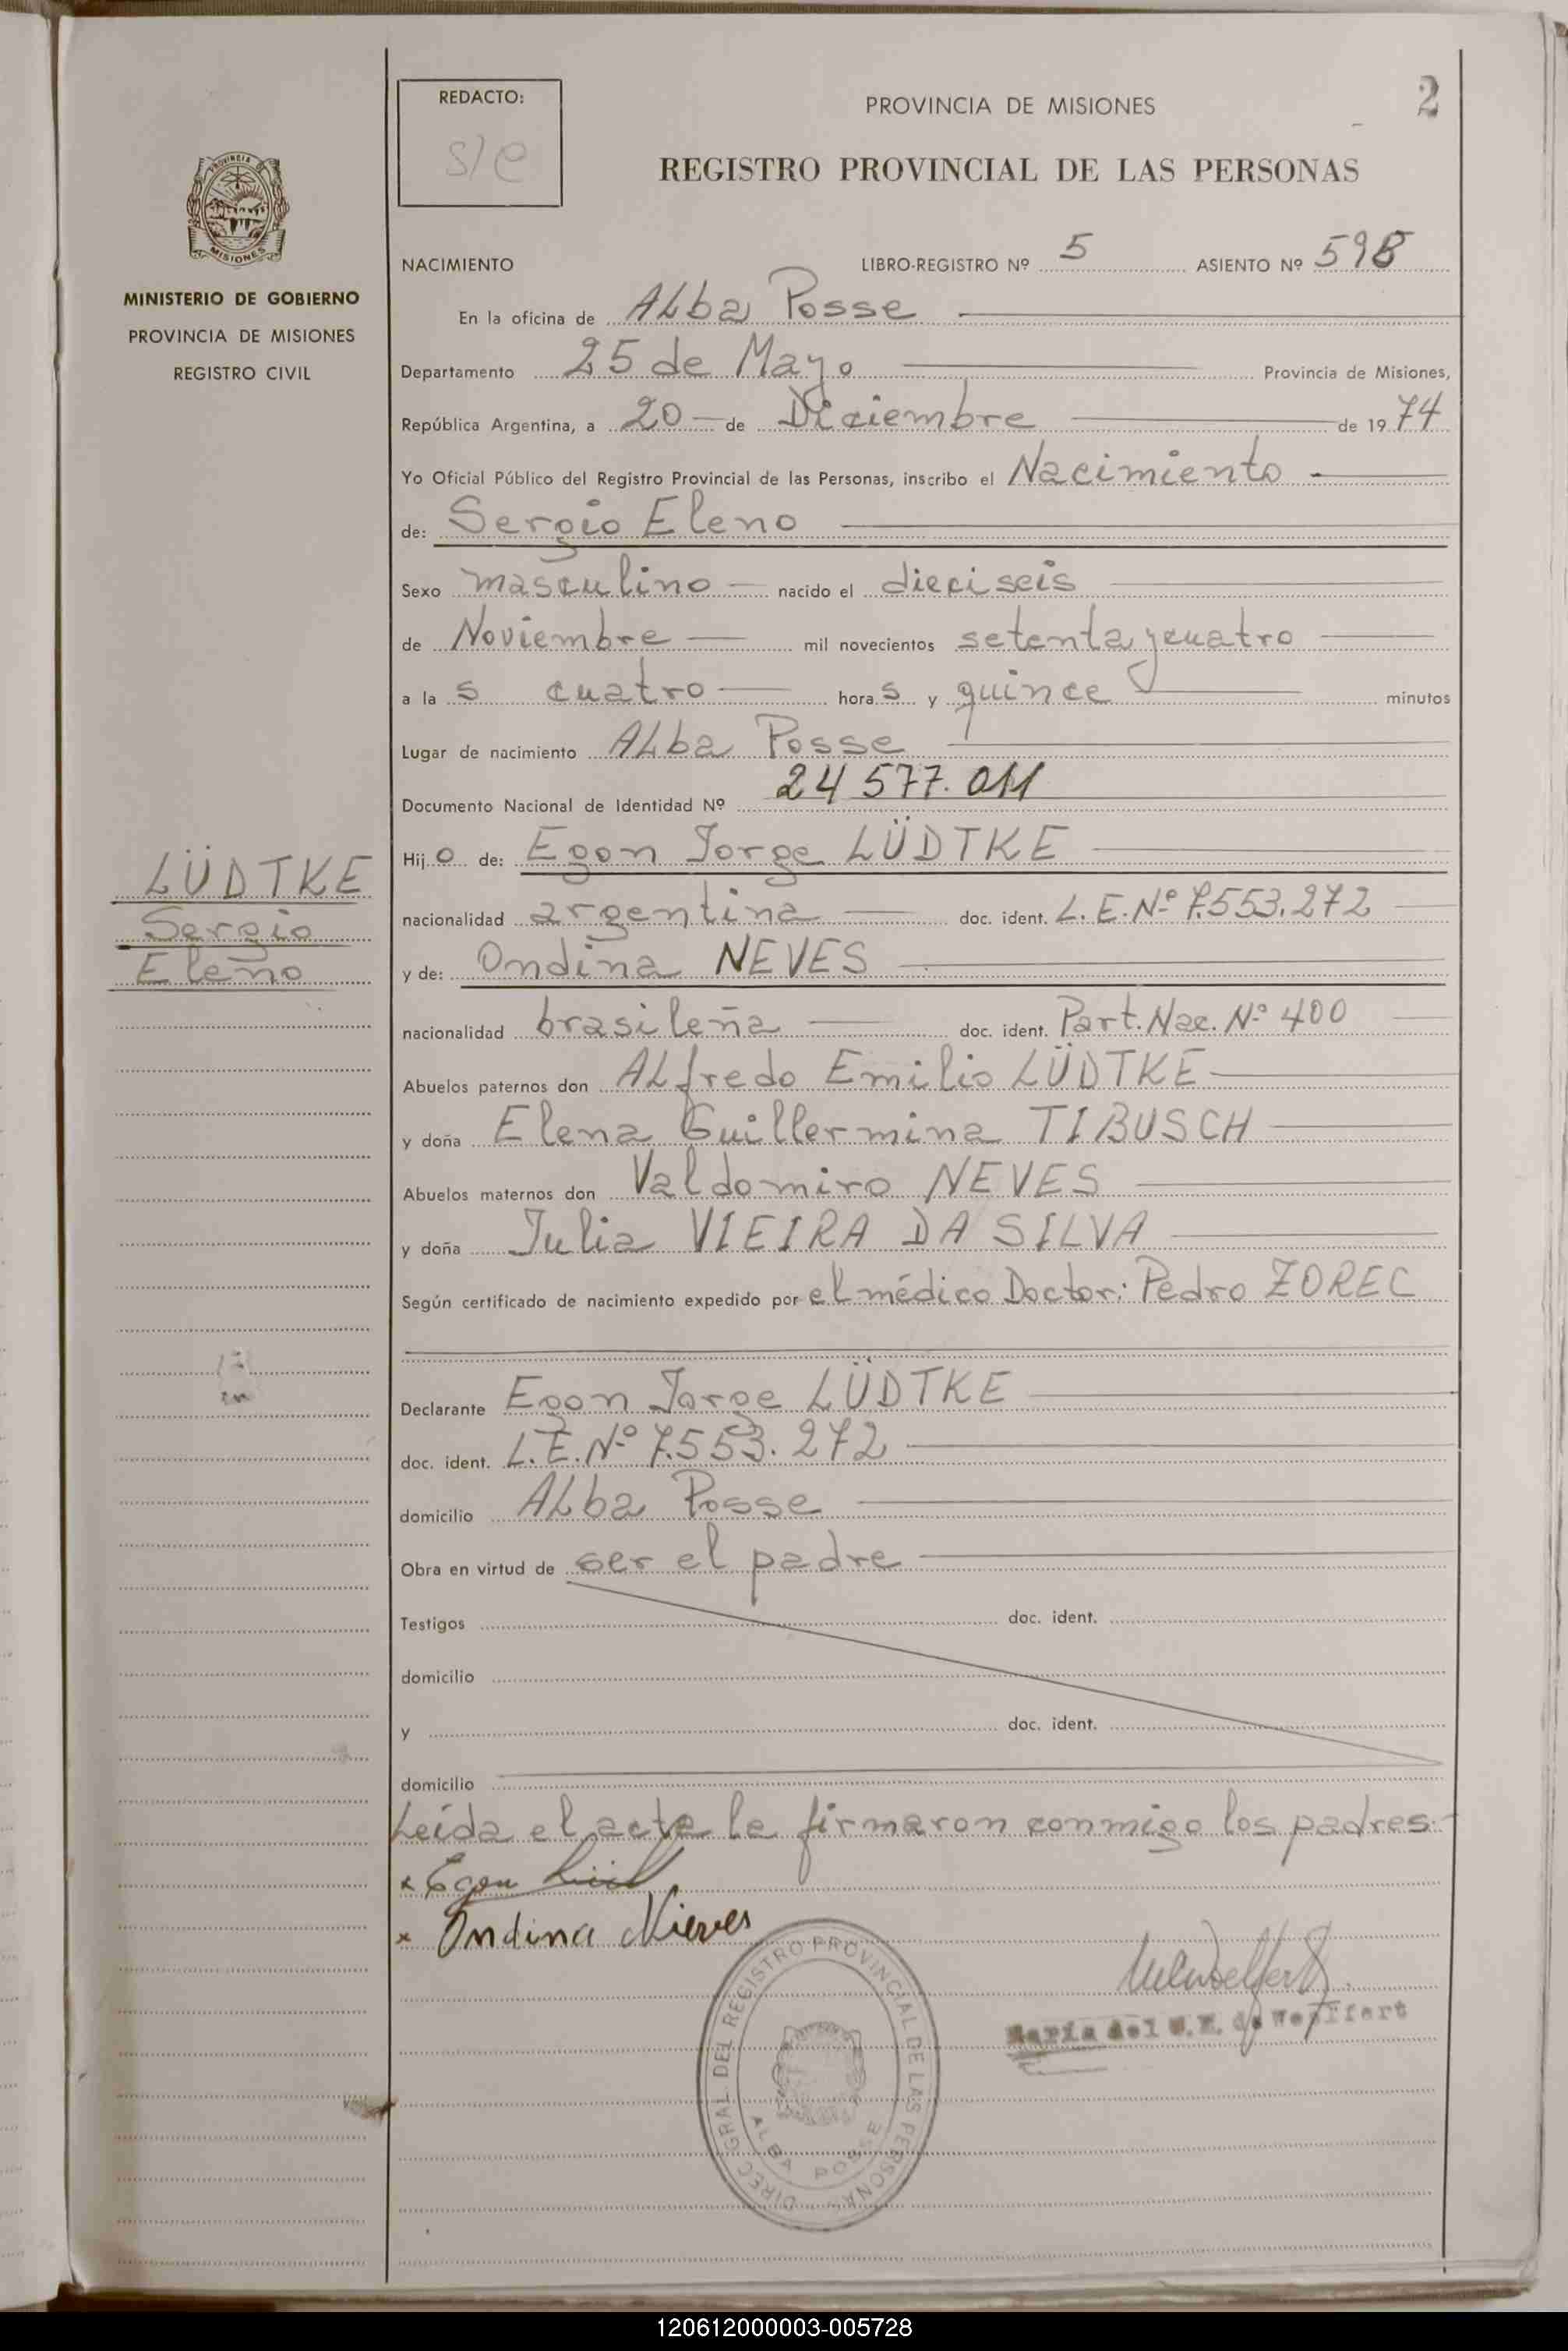 REDACTO:
s/e
PROVINCIA DE MISIONES
2
REGISTRO PROVINCIAL DE LAS PERSONAS
PROVINCIA DE MISIONES
MINISTERIO DE GOBIERNO
PROVINCIA DE MISIONES
REGISTRO CIVIL
NACIMIENTO LIBRO-REGISTRO Nº 5 ASIENTO Nº 598
En la oficina de Alba Posse
Departamento 25 de Mayo Provincia de Misiones,
República Argentina, a 20 de Diciembre de 1974
Yo Oficial Público del Registro Provincial de las Personas, inscribo el Nacimiento
de: Sergio Eleno
Sexo masculino nacido el dieciseis
de Noviembre mil novecientos setenta y cuatro
a la s cuatro hora s y quince minutos
Lugar de nacimiento Alba Posse
Documento Nacional de Identidad Nº 24 577.011
Hij o de: Egon Jorge LÜDTKE
LÜDTKE
Sergio
Eleno
nacionalidad argentina doc. ident. L.E.Nº 7.553.272
y de: Ondina NEVES
nacionalidad brasileña doc. ident. Part. Nac. Nº 400
Abuelos paternos don Alfredo Emilio LÜDTKE
y doña Elena Guillermina TIBUSCH
Abuelos maternos don Valdomiro NEVES
y doña Julia VIEIRA DA SILVA
Según certificado de nacimiento expedido por el médico Doctor: Pedro ZOREC
Declarante Egon Jorge LÜDTKE
doc. ident. L.E.Nº 7.553.272
domicilio Alba Posse
Obra en virtud de ser el padre
Testigos doc. ident.
domicilio
y doc. ident.
domicilio
Leída el acta la firmaron conmigo los padres.-
x Egon
x Ondina Nieves
DIREC. GRAL. DEL REGISTRO PROVINCIAL DE LAS PERSONAS
ALBA POSSE
María del
120612000003-005728